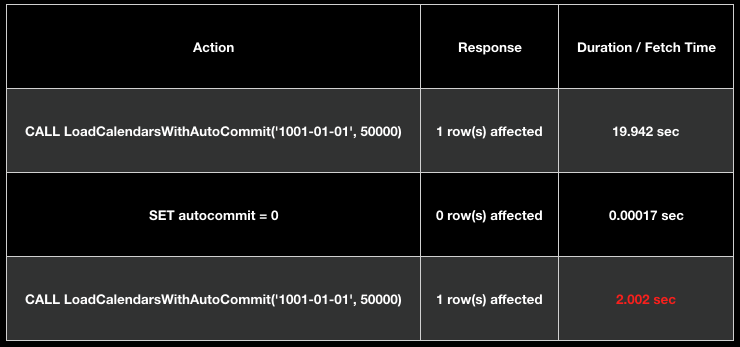 Action Response Duration / Fetch Time
CALL LoadCalendarsWithAutoCommit('1001-01-01', 50000) 1 row(s) affected 19.942 sec
SET autocommit = 0 0 row(s) affected 0.00017 sec
CALL LoadCalendarsWithAutoCommit('1001-01-01', 50000) 1 row(s) affected 2.002 sec